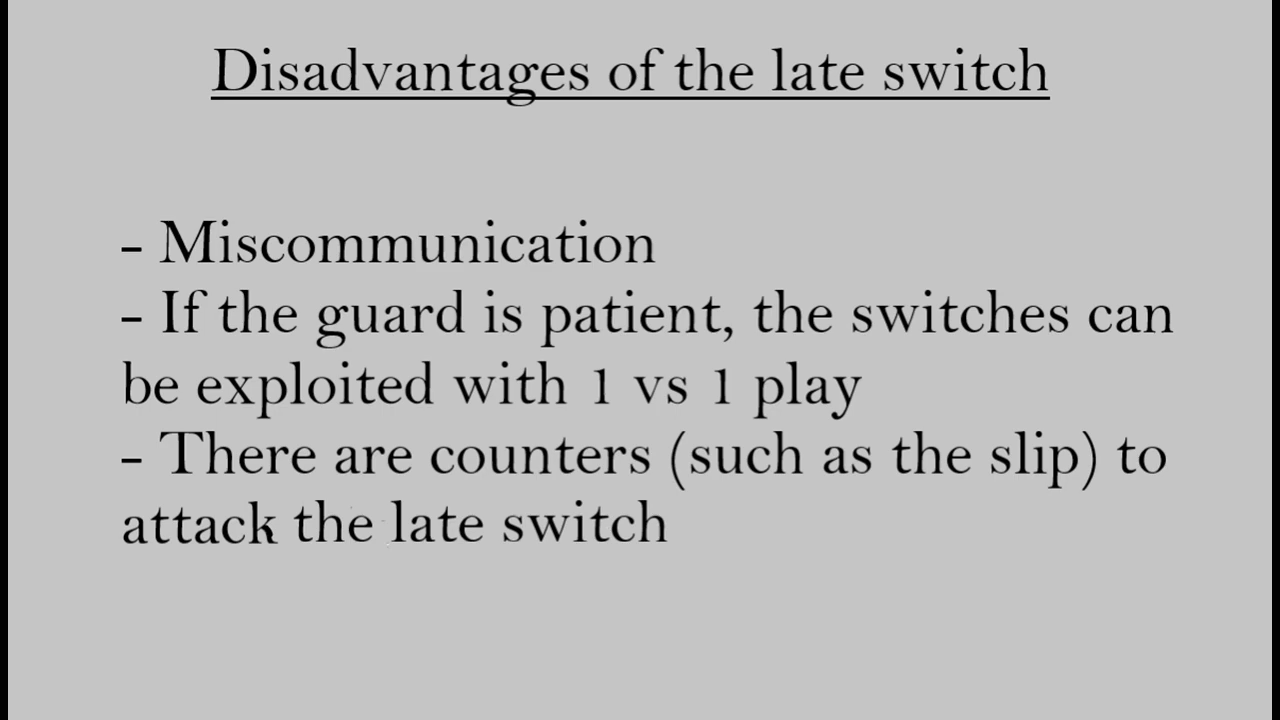 Disadvantages of the late switch
- Miscommunication
- If the guard is patient, the switches can
be exploited with 1 vs 1 play
- There are counters (such as the slip) to
attack the late switch